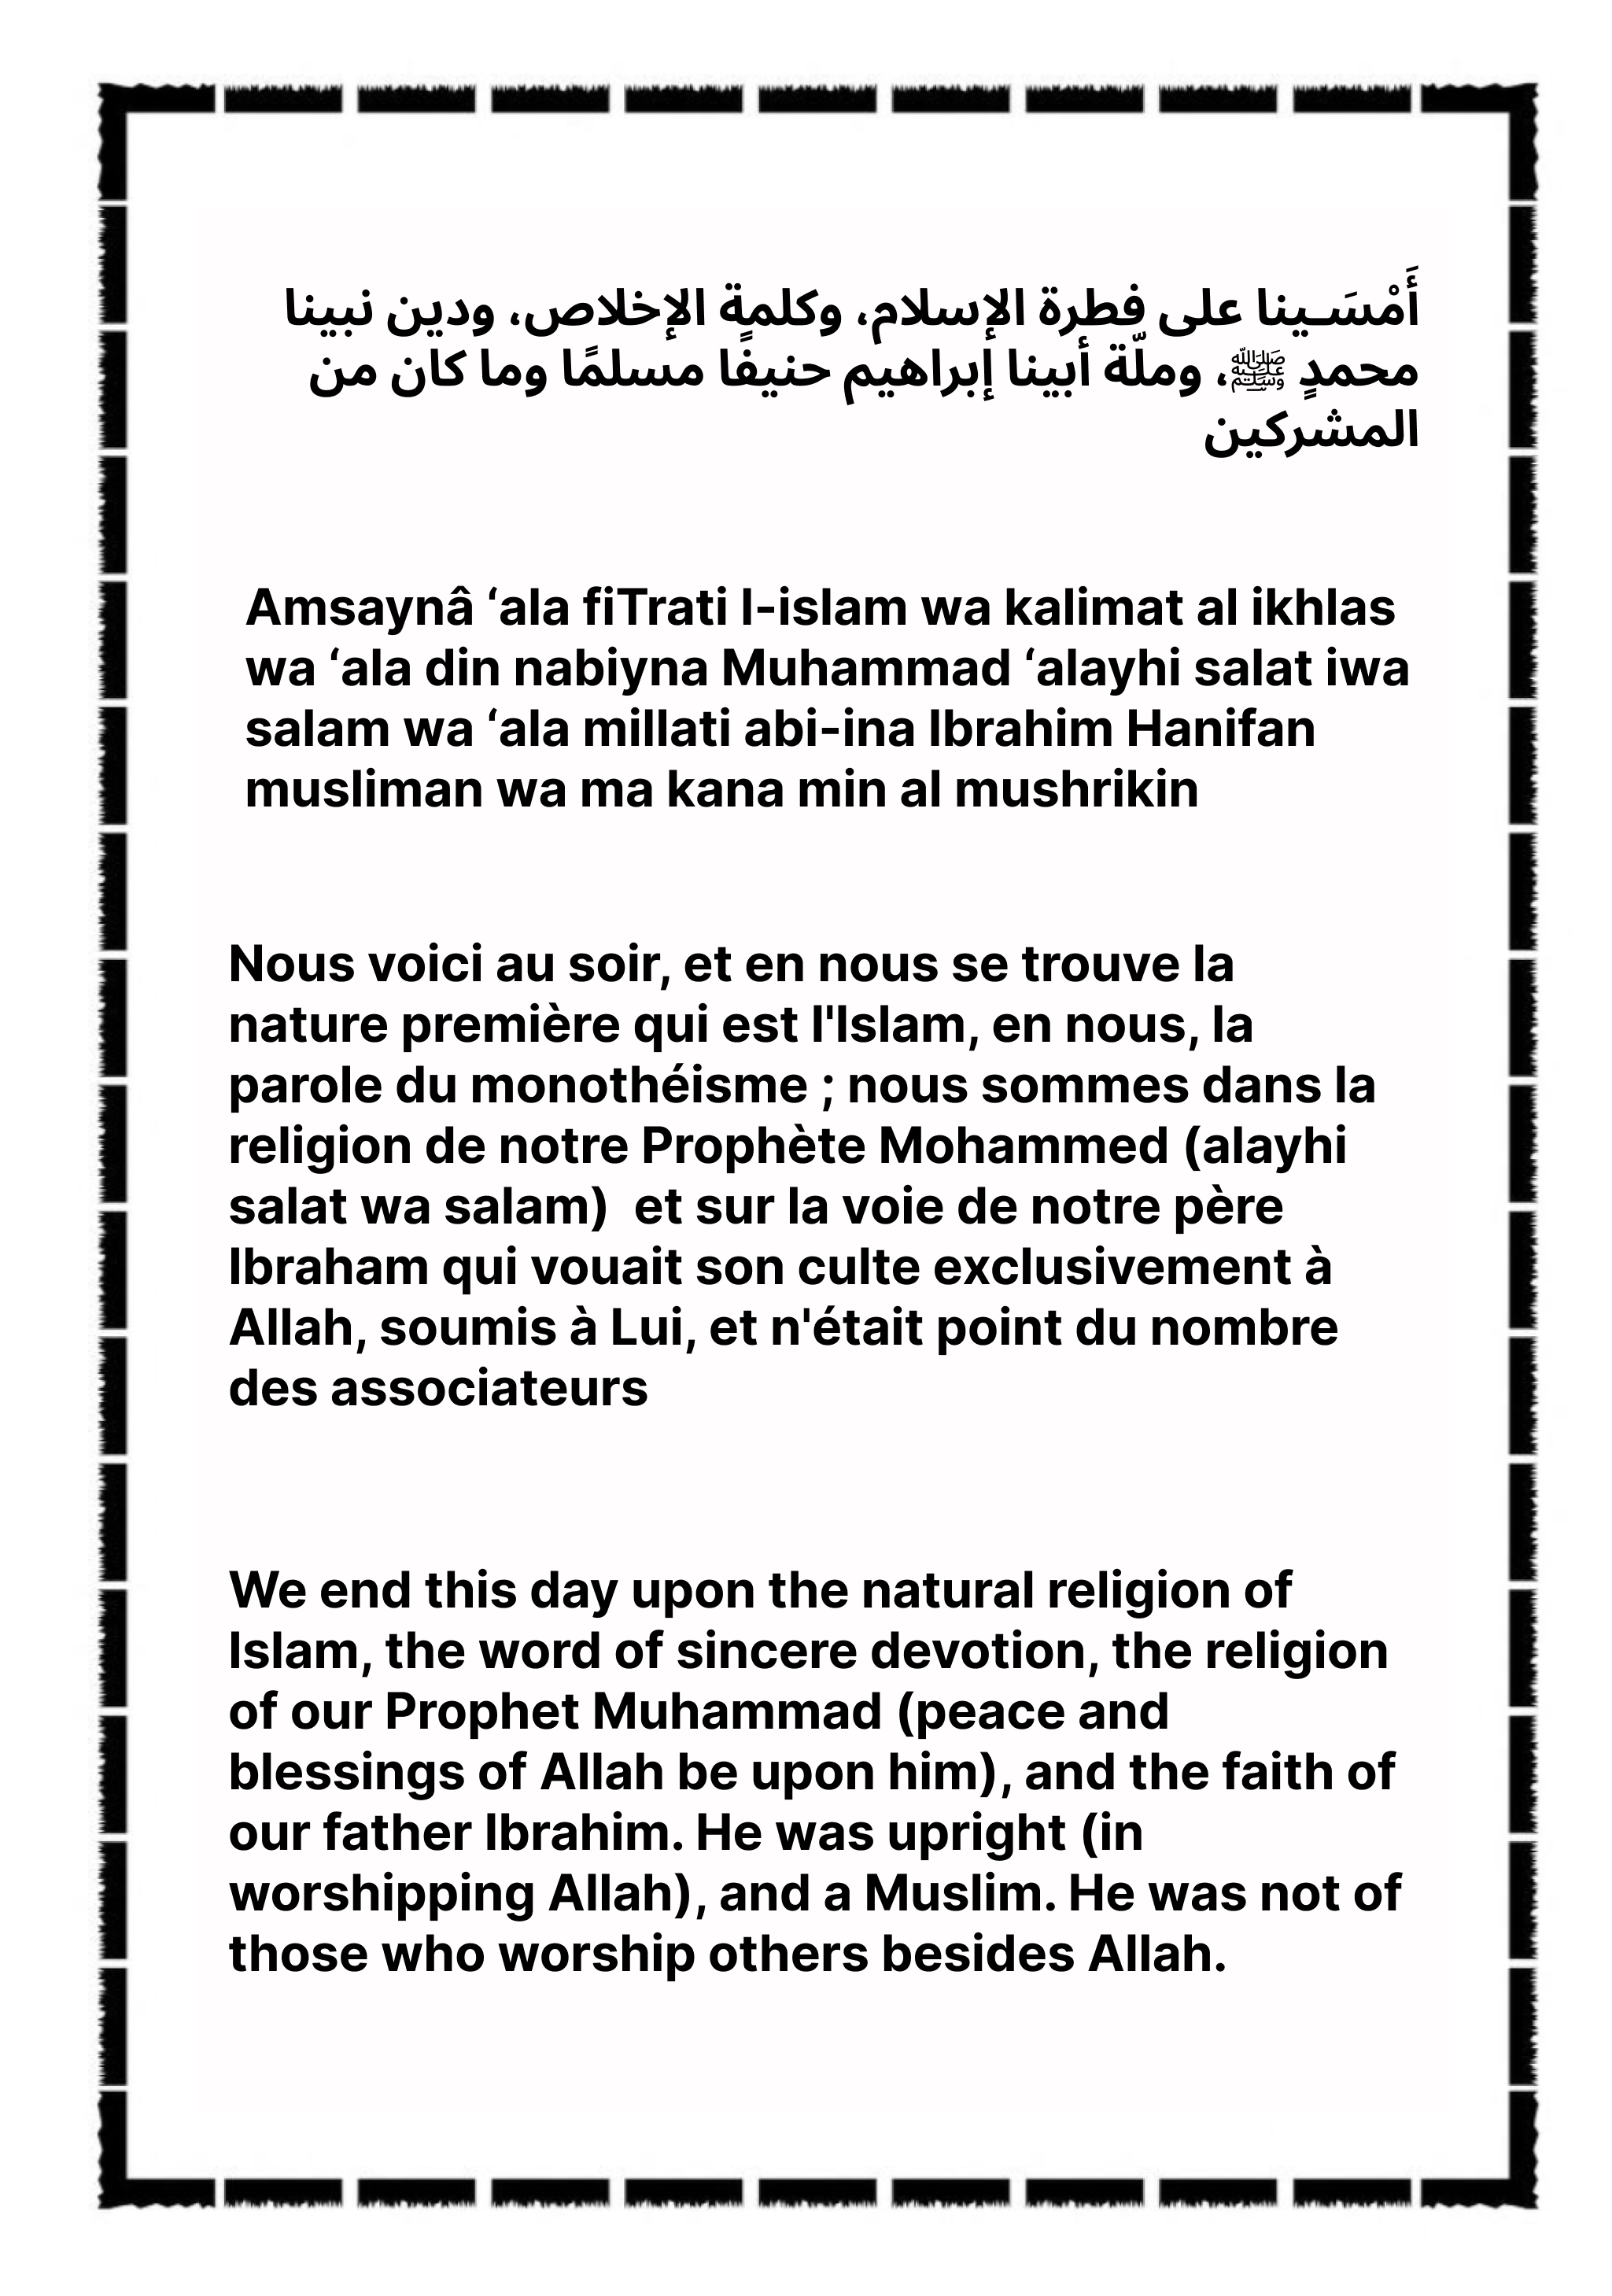 أَمْسَـينا على فطرة الإسلام، وكلمة الإخلاص، ودين نبينا
محمدٍ ﷺ، وملّة أبينا إبراهيم حنيفًا مسلمًا وما كان من
المشركين
Amsaynâ ‘ala fiTrati l-islam wa kalimat al ikhlas
wa ‘ala din nabiyna Muhammad ‘alayhi salat iwa
salam wa ‘ala millati abi-ina Ibrahim Hanifan
musliman wa ma kana min al mushrikin
Nous voici au soir, et en nous se trouve la
nature première qui est l'Islam, en nous, la
parole du monothéisme ; nous sommes dans la
religion de notre Prophète Mohammed (alayhi
salat wa salam)  et sur la voie de notre père
Ibraham qui vouait son culte exclusivement à
Allah, soumis à Lui, et n'était point du nombre
des associateurs
We end this day upon the natural religion of
Islam, the word of sincere devotion, the religion
of our Prophet Muhammad (peace and
blessings of Allah be upon him), and the faith of
our father Ibrahim. He was upright (in
worshipping Allah), and a Muslim. He was not of
those who worship others besides Allah.